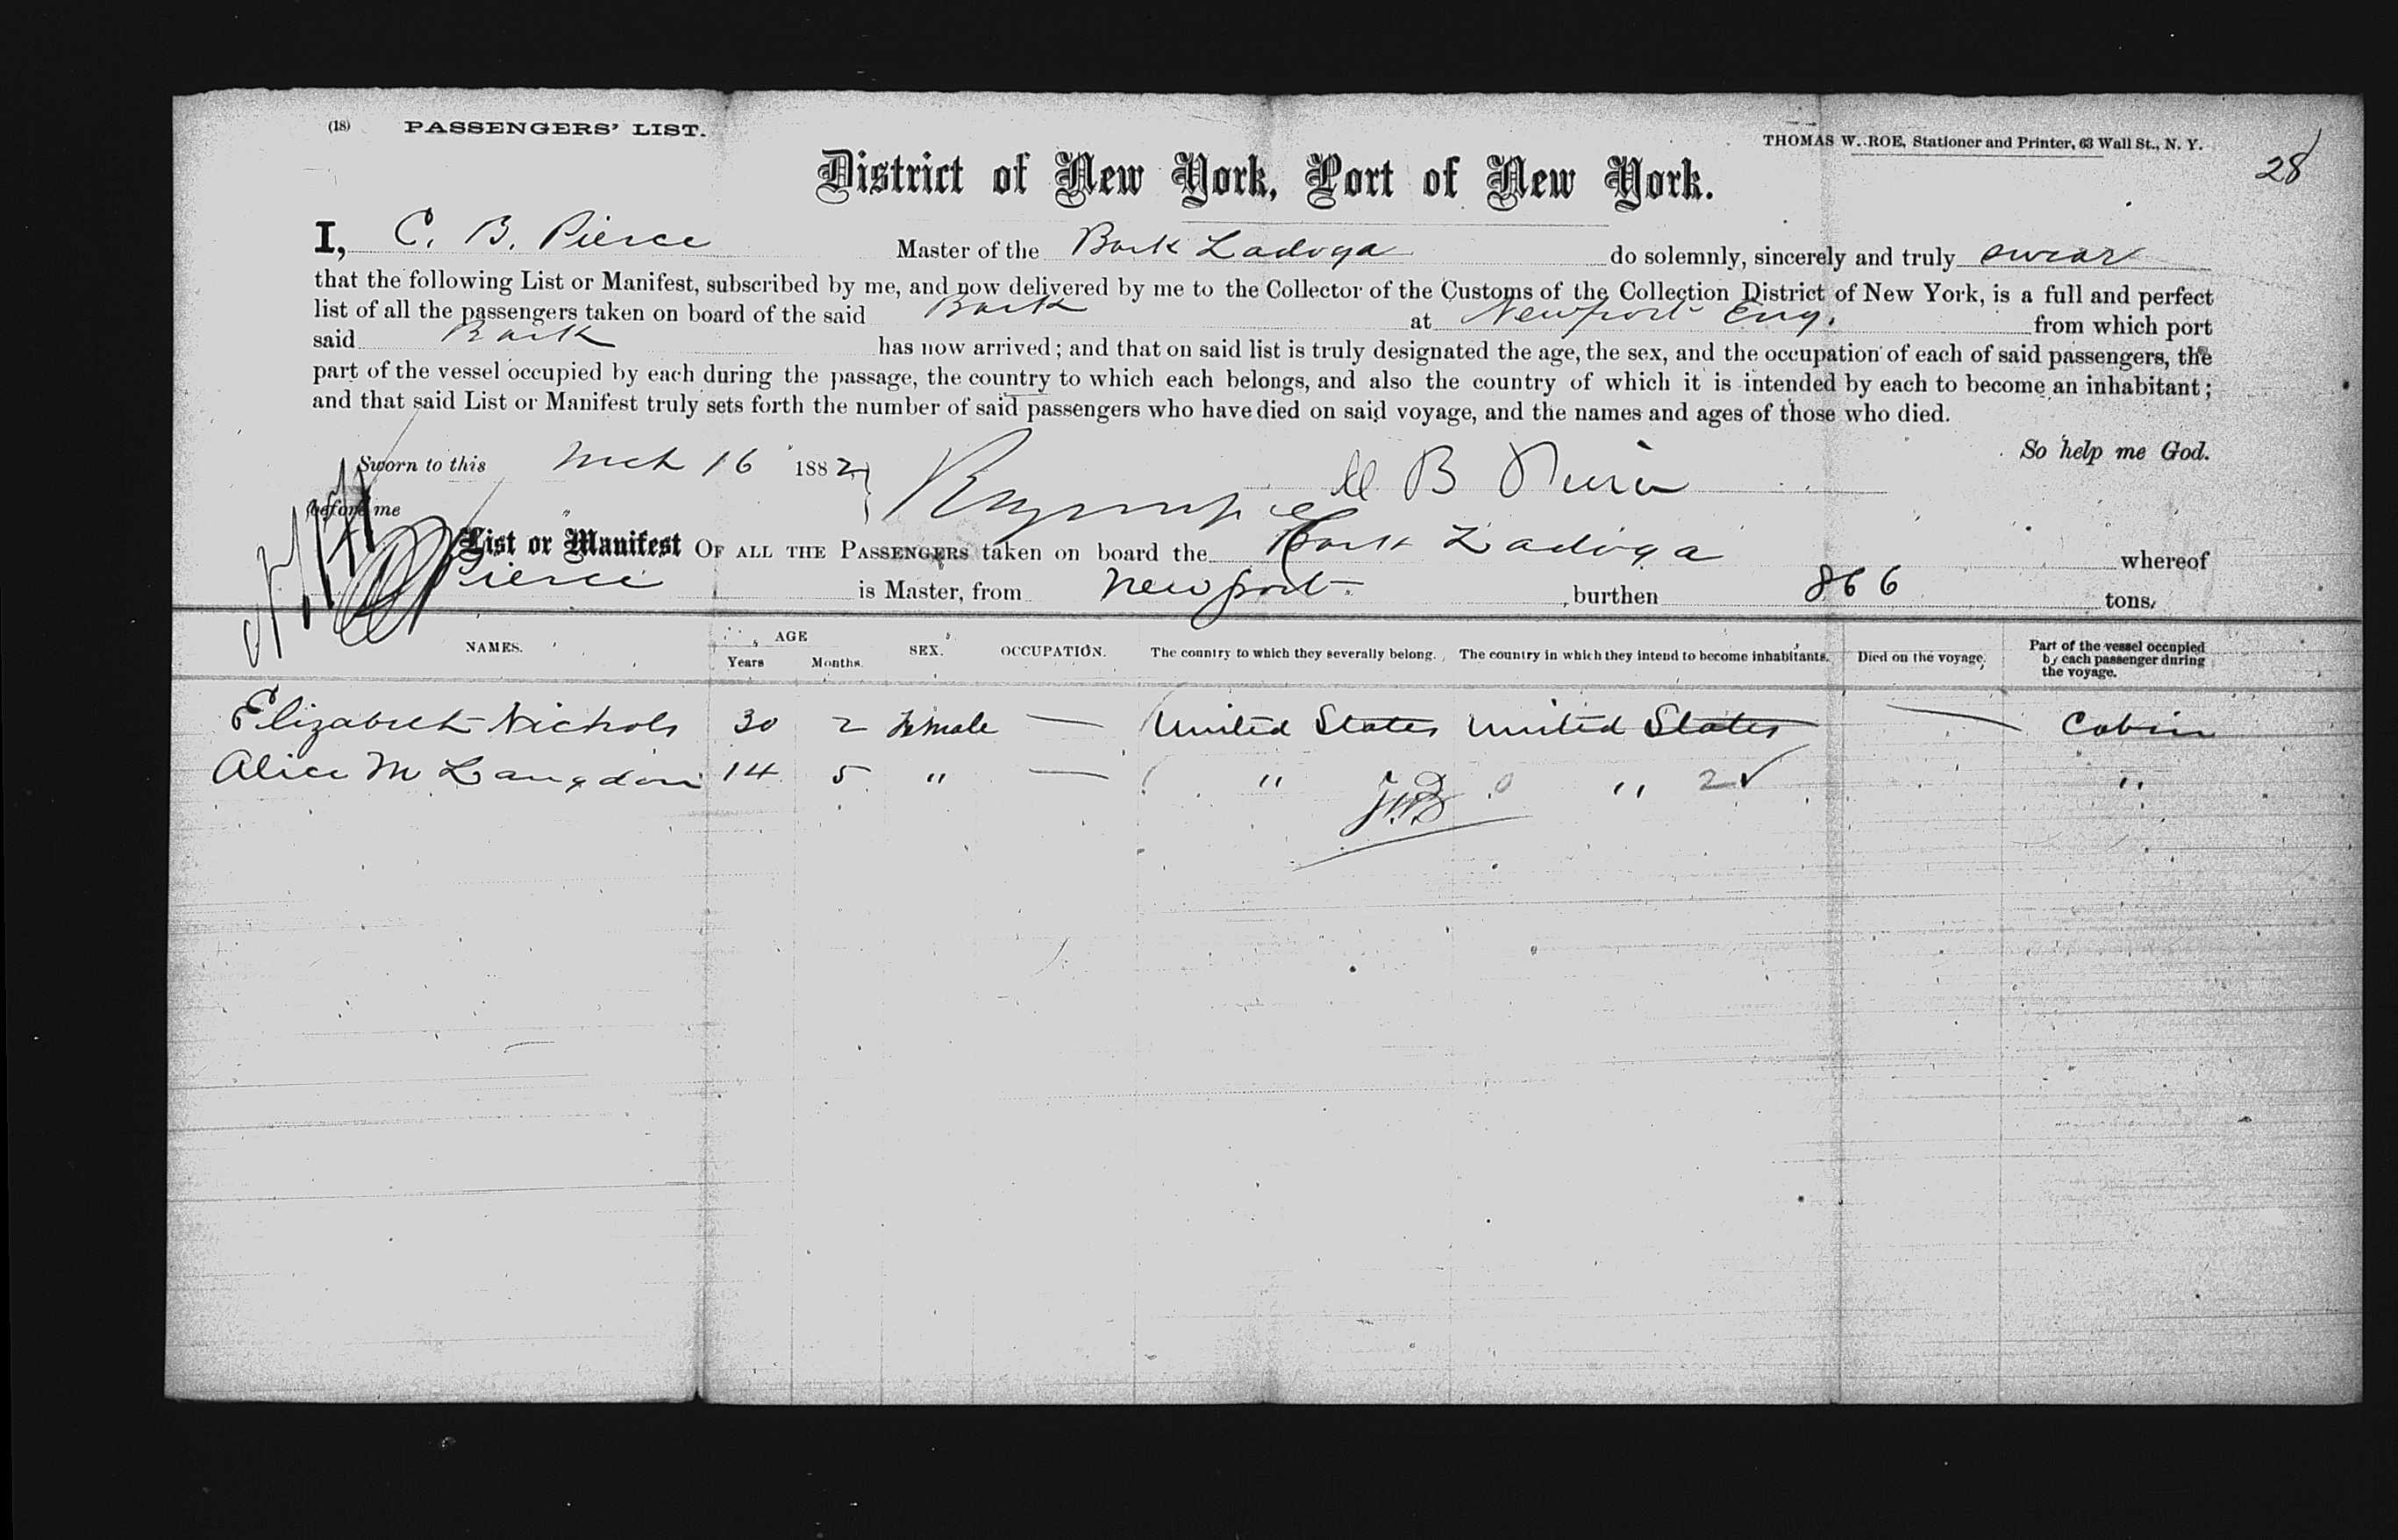 (18) PASSENGERS' LIST.
THOMAS W. ROE, Stationer and Printer, 63 Wall St., N. Y.
28
District of New York, Port of New York.
I, C. B. Pierce Master of the Bark Ladoga do solemnly, sincerely and truly swear
that the following List or Manifest, subscribed by me, and now delivered by me to the Collector of the Customs of the Collection District of New York, is a full and perfect
list of all the passengers taken on board of the said Bark at Newport Eng. from which port
said Bark has now arrived; and that on said list is truly designated the age, the sex, and the occupation of each of said passengers, the
part of the vessel occupied by each during the passage, the country to which each belongs, and also the country of which it is intended by each to become an inhabitant;
and that said List or Manifest truly sets forth the number of said passengers who have died on said voyage, and the names and ages of those who died.
So help me God.
Sworn to this Mch 16 1882 C B Pierce
before me
List or Manifest OF ALL THE PASSENGERS taken on board the Bark Ladoga whereof
Pierce is Master, from Newport burthen 866 tons.
NAMES. AGE Years Months. SEX. OCCUPATION. The country to which they severally belong. The country in which they intend to become inhabitants. Died on the voyage. Part of the vessel occupied by each passenger during the voyage.
Elizabeth Nichols 30 2 Female — United States United States — Cabin
Alice M Langdon 14 5 " — " " 2 ✓ "